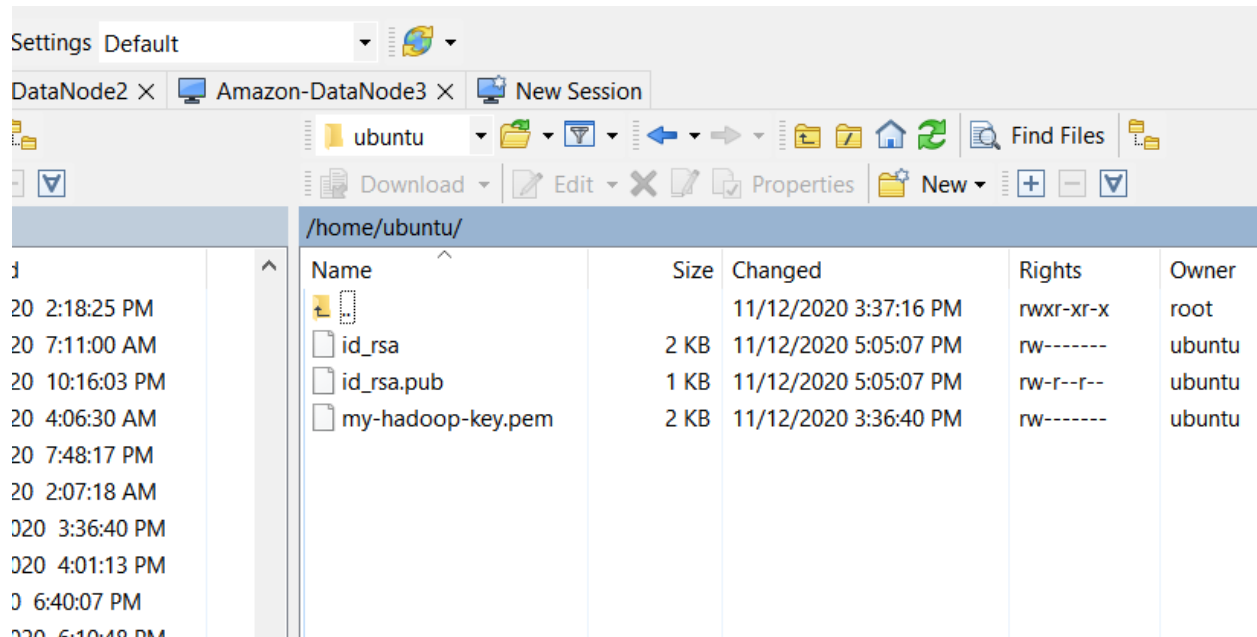 Settings Default
DataNode2 Amazon-DataNode3 New Session
ubuntu Find Files
Download Edit Properties New
/home/ubuntu/
d Name Size Changed Rights Owner
20 2:18:25 PM .. 11/12/2020 3:37:16 PM rwxr-xr-x root
20 7:11:00 AM id_rsa 2 KB 11/12/2020 5:05:07 PM rw------- ubuntu
20 10:16:03 PM id_rsa.pub 1 KB 11/12/2020 5:05:07 PM rw-r--r-- ubuntu
20 4:06:30 AM my-hadoop-key.pem 2 KB 11/12/2020 3:36:40 PM rw------- ubuntu
20 7:48:17 PM
20 2:07:18 AM
020 3:36:40 PM
020 4:01:13 PM
0 6:40:07 PM
020 6:10:48 PM